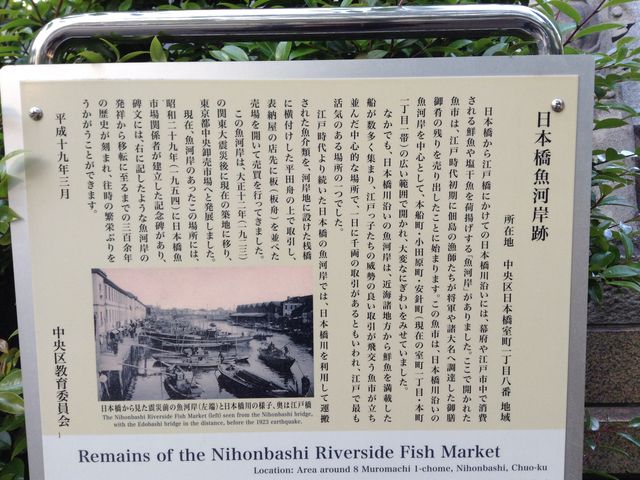 日本橋魚河岸跡
所在地　中央区日本橋室町一丁目八番　地域
日本橋から江戸橋にかけての日本橋川沿いには、幕府や江戸市中で消費
される鮮魚や塩干魚を荷揚げする「魚河岸」がありました。ここで開かれた
魚市は、江戸時代初期に佃島の漁師たちが将軍や諸大名へ調達した御膳
御肴の残りを売り出したことに始まります。この魚市は、日本橋川沿いの
魚河岸を中心として、本船町・小田原町・安針町（現在の室町一丁目・本町
一丁目一帯）の広い範囲で開かれ、大変なにぎわいをみせていました。
なかでも、日本橋川沿いの魚河岸は、近海諸地方から鮮魚を満載した
船が数多く集まり、江戸っ子たちの威勢の良い取引が飛交う魚市が立ち
並んだ中心的な場所で、一日に千両の取引があるともいわれ、江戸で最も
活気のある場所の一つでした。
江戸時代より続いた日本橋の魚河岸では、日本橋川を利用して運搬
された魚介類を、河岸地に設けた桟橋
に横付けした平田舟の上で取引し、
表納屋の店先に板（板舟）を並べた
売場を開いて売買を行ってきました。
この魚河岸は、大正十二年（一九二三）
の関東大震災後に現在の築地に移り、
東京都中央卸売市場へと発展しました。
現在、魚河岸のあったこの場所には、
昭和二十九年（一九五四）に日本橋魚
市場関係者が建立した記念碑があり、
碑文には、右に記したような魚河岸の
発祥から移転に至るまでの三百余年
の歴史が刻まれ、往時の繁栄ぶりを
うかがうことができます。
平成十九年三月
中央区教育委員会
日本橋から見た震災前の魚河岸（左端）と日本橋川の様子、奥は江戸橋
The Nihonbashi Riverside Fish Market (left) seen from the Nihonbashi bridge,
with the Edobashi bridge in the distance, before the 1923 earthquake.
Remains of the Nihonbashi Riverside Fish Market
Location: Area around 8 Muromachi 1-chome, Nihonbashi, Chuo-ku